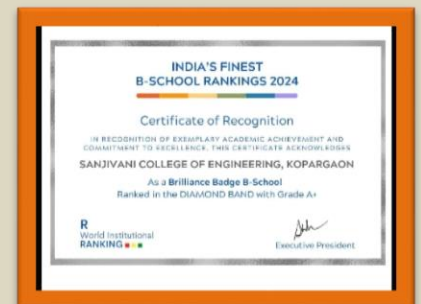 INDIA'S FINEST
B-SCHOOL RANKINGS 2024
Certificate of Recognition
IN RECOGNITION OF EXEMPLARY ACADEMIC ACHIEVEMENT AND
COMMITMENT TO EXCELLENCE, THIS CERTIFICATE ACKNOWLEDGES
SANJIVANI COLLEGE OF ENGINEERING, KOPARGAON
As a Brilliance Badge B-School
Ranked in the DIAMOND BAND with Grade A+
R
World Institutional
RANKING
Executive President